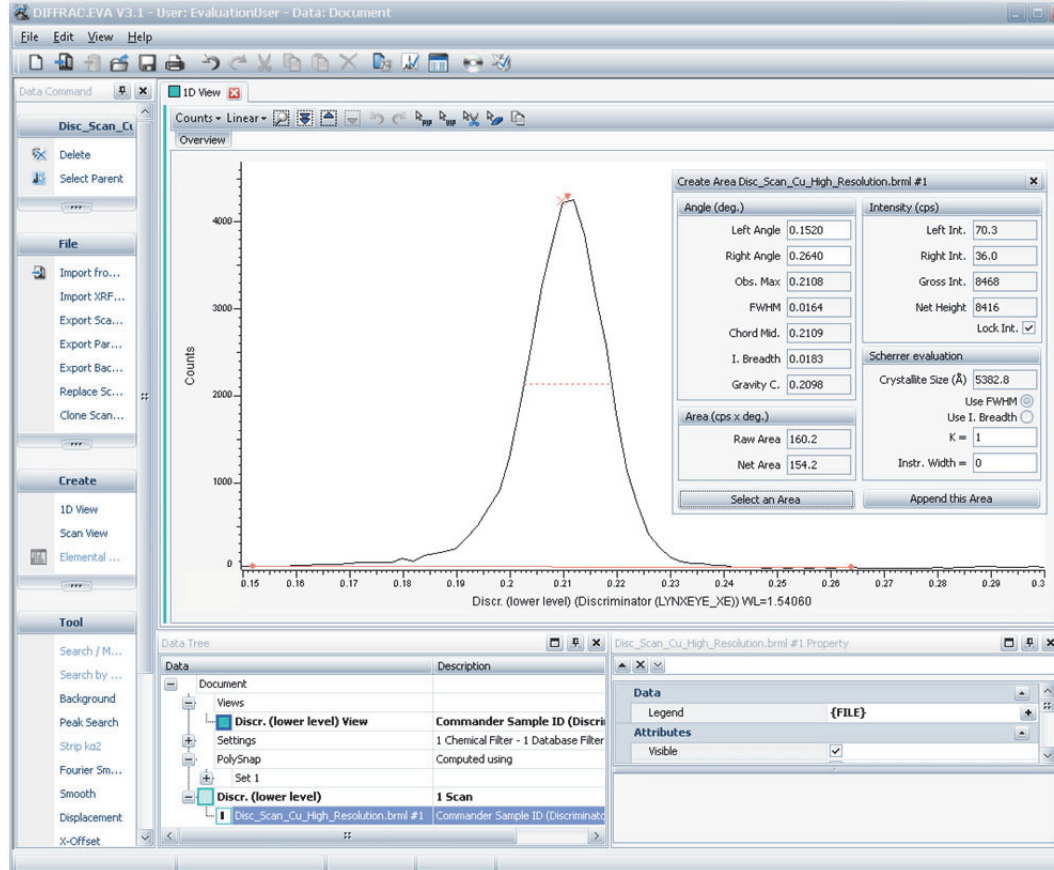 DIFFRAC.EVA V3.1 - User: EvaluationUser - Data: Document
File Edit View Help
Data Command
1D View
Disc_Scan_Cu
Delete
Select Parent
File
Import fro...
Import XRF...
Export Sca...
Export Par...
Export Bac...
Replace Sc...
Clone Scan...
Create
1D View
Scan View
Elemental ...
Tool
Search / M...
Search by ...
Background
Peak Search
Strip kα2
Fourier Sm...
Smooth
Displacement
X-Offset
Counts Linear
Overview
Counts
4000
3000
2000
1000
0
0.15 0.16 0.17 0.18 0.19 0.2 0.21 0.22 0.23 0.24 0.25 0.26 0.27 0.28 0.29 0.3
Discr. (lower level) (Discriminator (LYNXEYE_XE)) WL=1.54060
Create Area Disc_Scan_Cu_High_Resolution.brml #1
Angle (deg.)
Left Angle 0.1520
Right Angle 0.2640
Obs. Max 0.2108
FWHM 0.0164
Chord Mid. 0.2109
I. Breadth 0.0183
Gravity C. 0.2098
Area (cps x deg.)
Raw Area 160.2
Net Area 154.2
Select an Area
Intensity (cps)
Left Int. 70.3
Right Int. 36.0
Gross Int. 8468
Net Height 8416
Lock Int.
Scherrer evaluation
Crystallite Size (Å) 5382.8
Use FWHM
Use I. Breadth
K = 1
Instr. Width = 0
Append this Area
Data Tree
Data Description
Document
Views
Discr. (lower level) View Commander Sample ID (Discri
Settings 1 Chemical Filter - 1 Database Filter
PolySnap Computed using
Set 1
Discr. (lower level) 1 Scan
Disc_Scan_Cu_High_Resolution.brml #1 Commander Sample ID (Discriminato
Disc_Scan_Cu_High_Resolution.brml #1 Property
Data
Legend {FILE}
Attributes
Visible